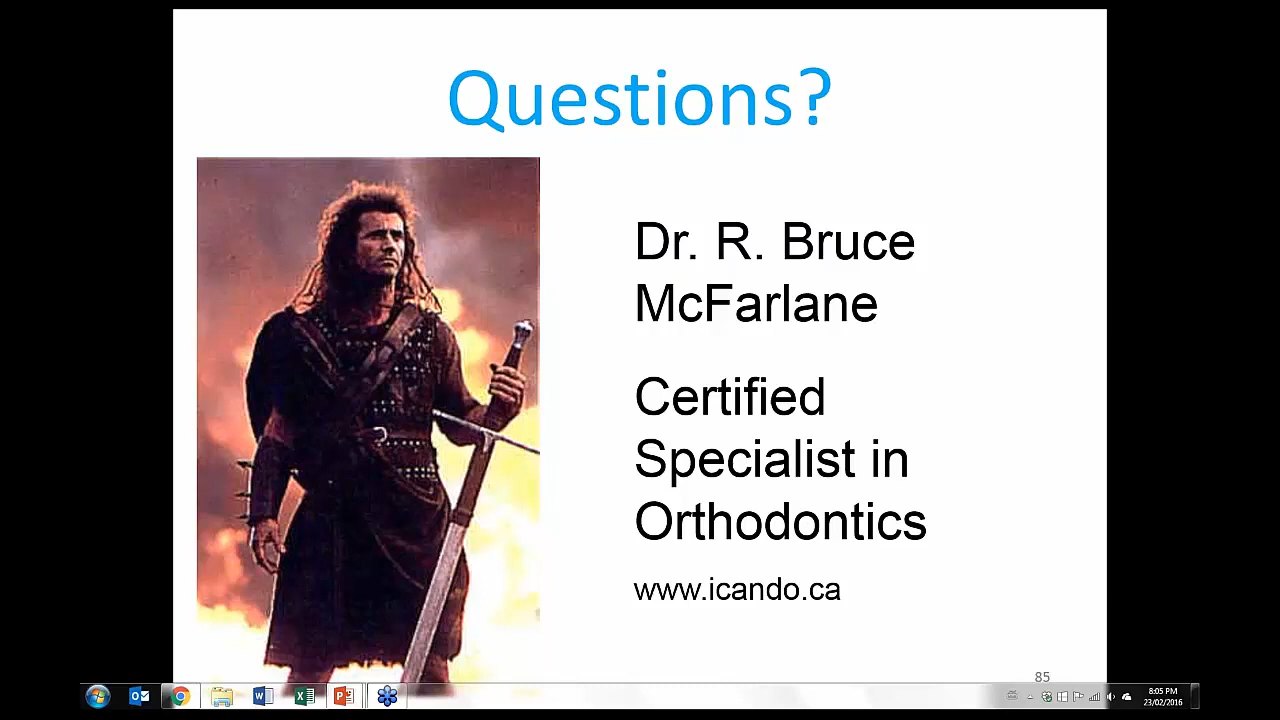 Questions?
Dr. R. Bruce
McFarlane
Certified
Specialist in
Orthodontics
www.icando.ca
85
8:05 PM
23/02/2016